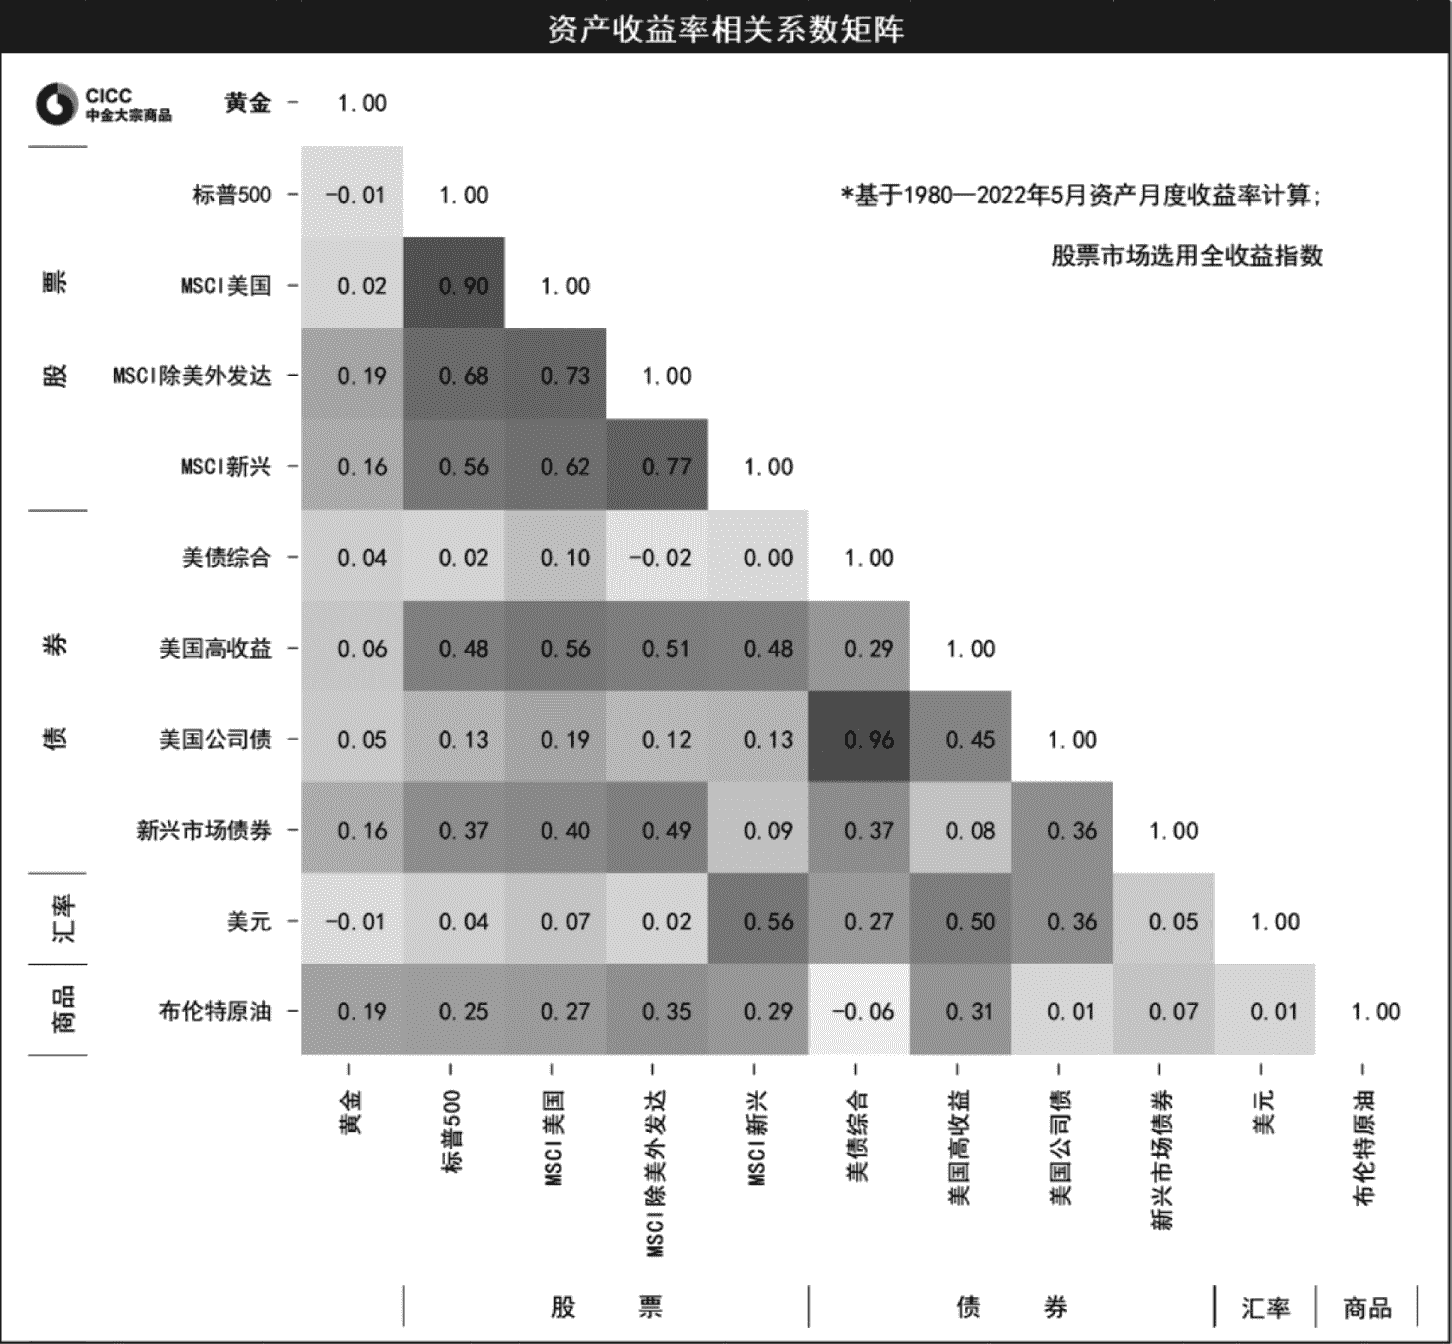 资产收益率相关系数矩阵
CICC
中金大宗商品
黄金 1.00
标普500 -0.01 1.00
*基于1980—2022年5月资产月度收益率计算;
股票市场选用全收益指数
MSCI美国 0.02 0.90 1.00
MSCI除美外发达 0.19 0.68 0.73 1.00
MSCI新兴 0.16 0.56 0.62 0.77 1.00
股票
美债综合 0.04 0.02 0.10 -0.02 0.00 1.00
美国高收益 0.06 0.48 0.56 0.51 0.48 0.29 1.00
美国公司债 0.05 0.13 0.19 0.12 0.13 0.96 0.45 1.00
新兴市场债券 0.16 0.37 0.40 0.49 0.09 0.37 0.08 0.36 1.00
债券
汇率
美元 -0.01 0.04 0.07 0.02 0.56 0.27 0.50 0.36 0.05 1.00
商品
布伦特原油 0.19 0.25 0.27 0.35 0.29 -0.06 0.31 0.01 0.07 0.01 1.00
黄金
标普500
MSCI美国
MSCI除美外发达
MSCI新兴
美债综合
美国高收益
美国公司债
新兴市场债券
美元
布伦特原油
股票 债券 汇率 商品